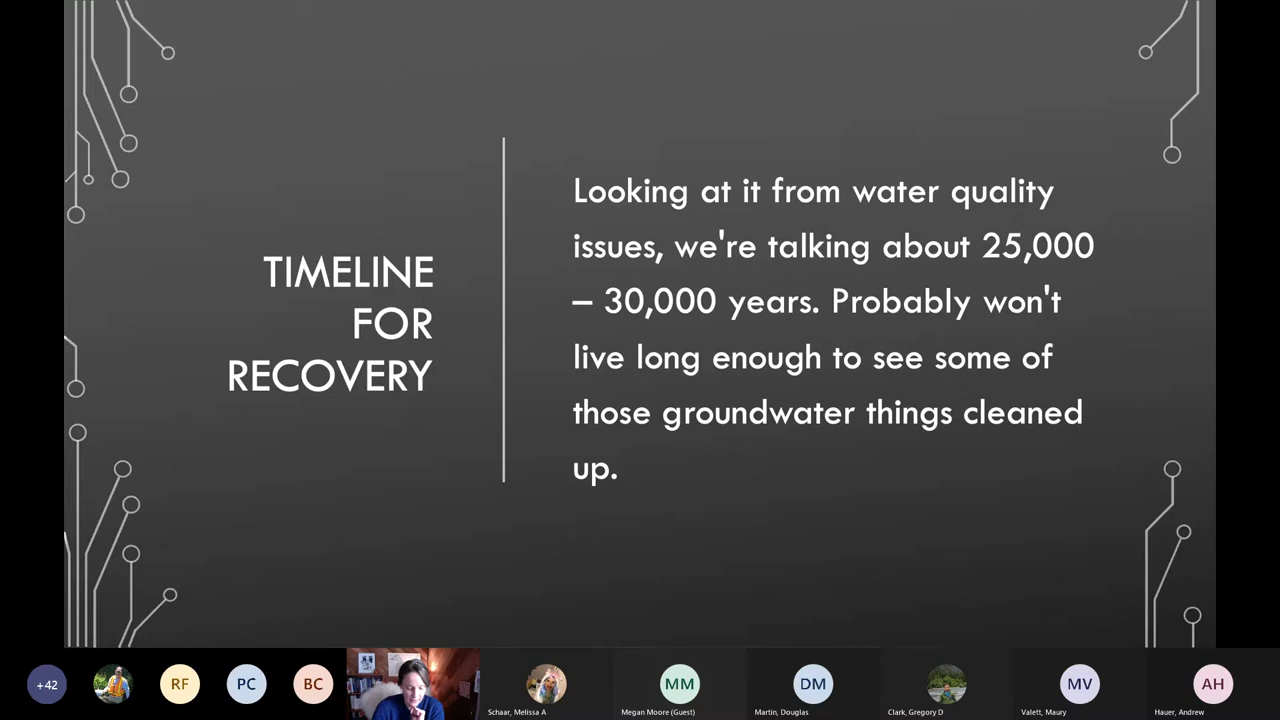 TIMELINE
FOR
RECOVERY
Looking at it from water quality
issues, we're talking about 25,000
– 30,000 years. Probably won't
live long enough to see some of
those groundwater things cleaned
up.
+42
RF
PC
BC
Schaar, Melissa A
MM
Megan Moore (Guest)
DM
Martin, Douglas
Clark, Gregory D
MV
Valett, Maury
AH
Hauer, Andrew